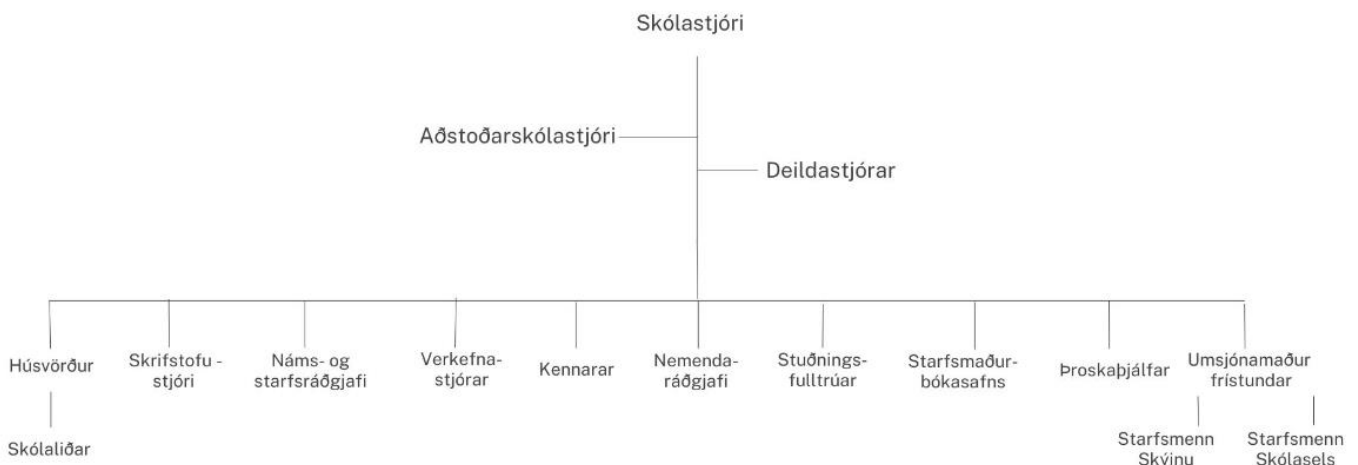 Skólastjóri
Aðstoðarskólastjóri
Deildastjórar
Húsvörður
Skrifstofu -
stjóri
Náms- og
starfsráðgjafi
Verkefna-
stjórar
Kennarar
Nemenda-
ráðgjafi
Stuðnings-
fulltrúar
Starfsmaður-
bókasafns
Þroskaþjálfar
Umsjónamaður
frístundar
Skólaliðar
Starfsmenn
Skýinu
Starfsmenn
Skólasels